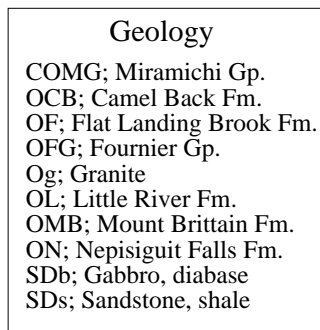 Geology
COMG; Miramichi Gp.
OCB; Camel Back Fm.
OF; Flat Landing Brook Fm.
OFG; Fournier Gp.
Og; Granite
OL; Little River Fm.
OMB; Mount Brittain Fm.
ON; Nepisiguit Falls Fm.
SDb; Gabbro, diabase
SDs; Sandstone, shale